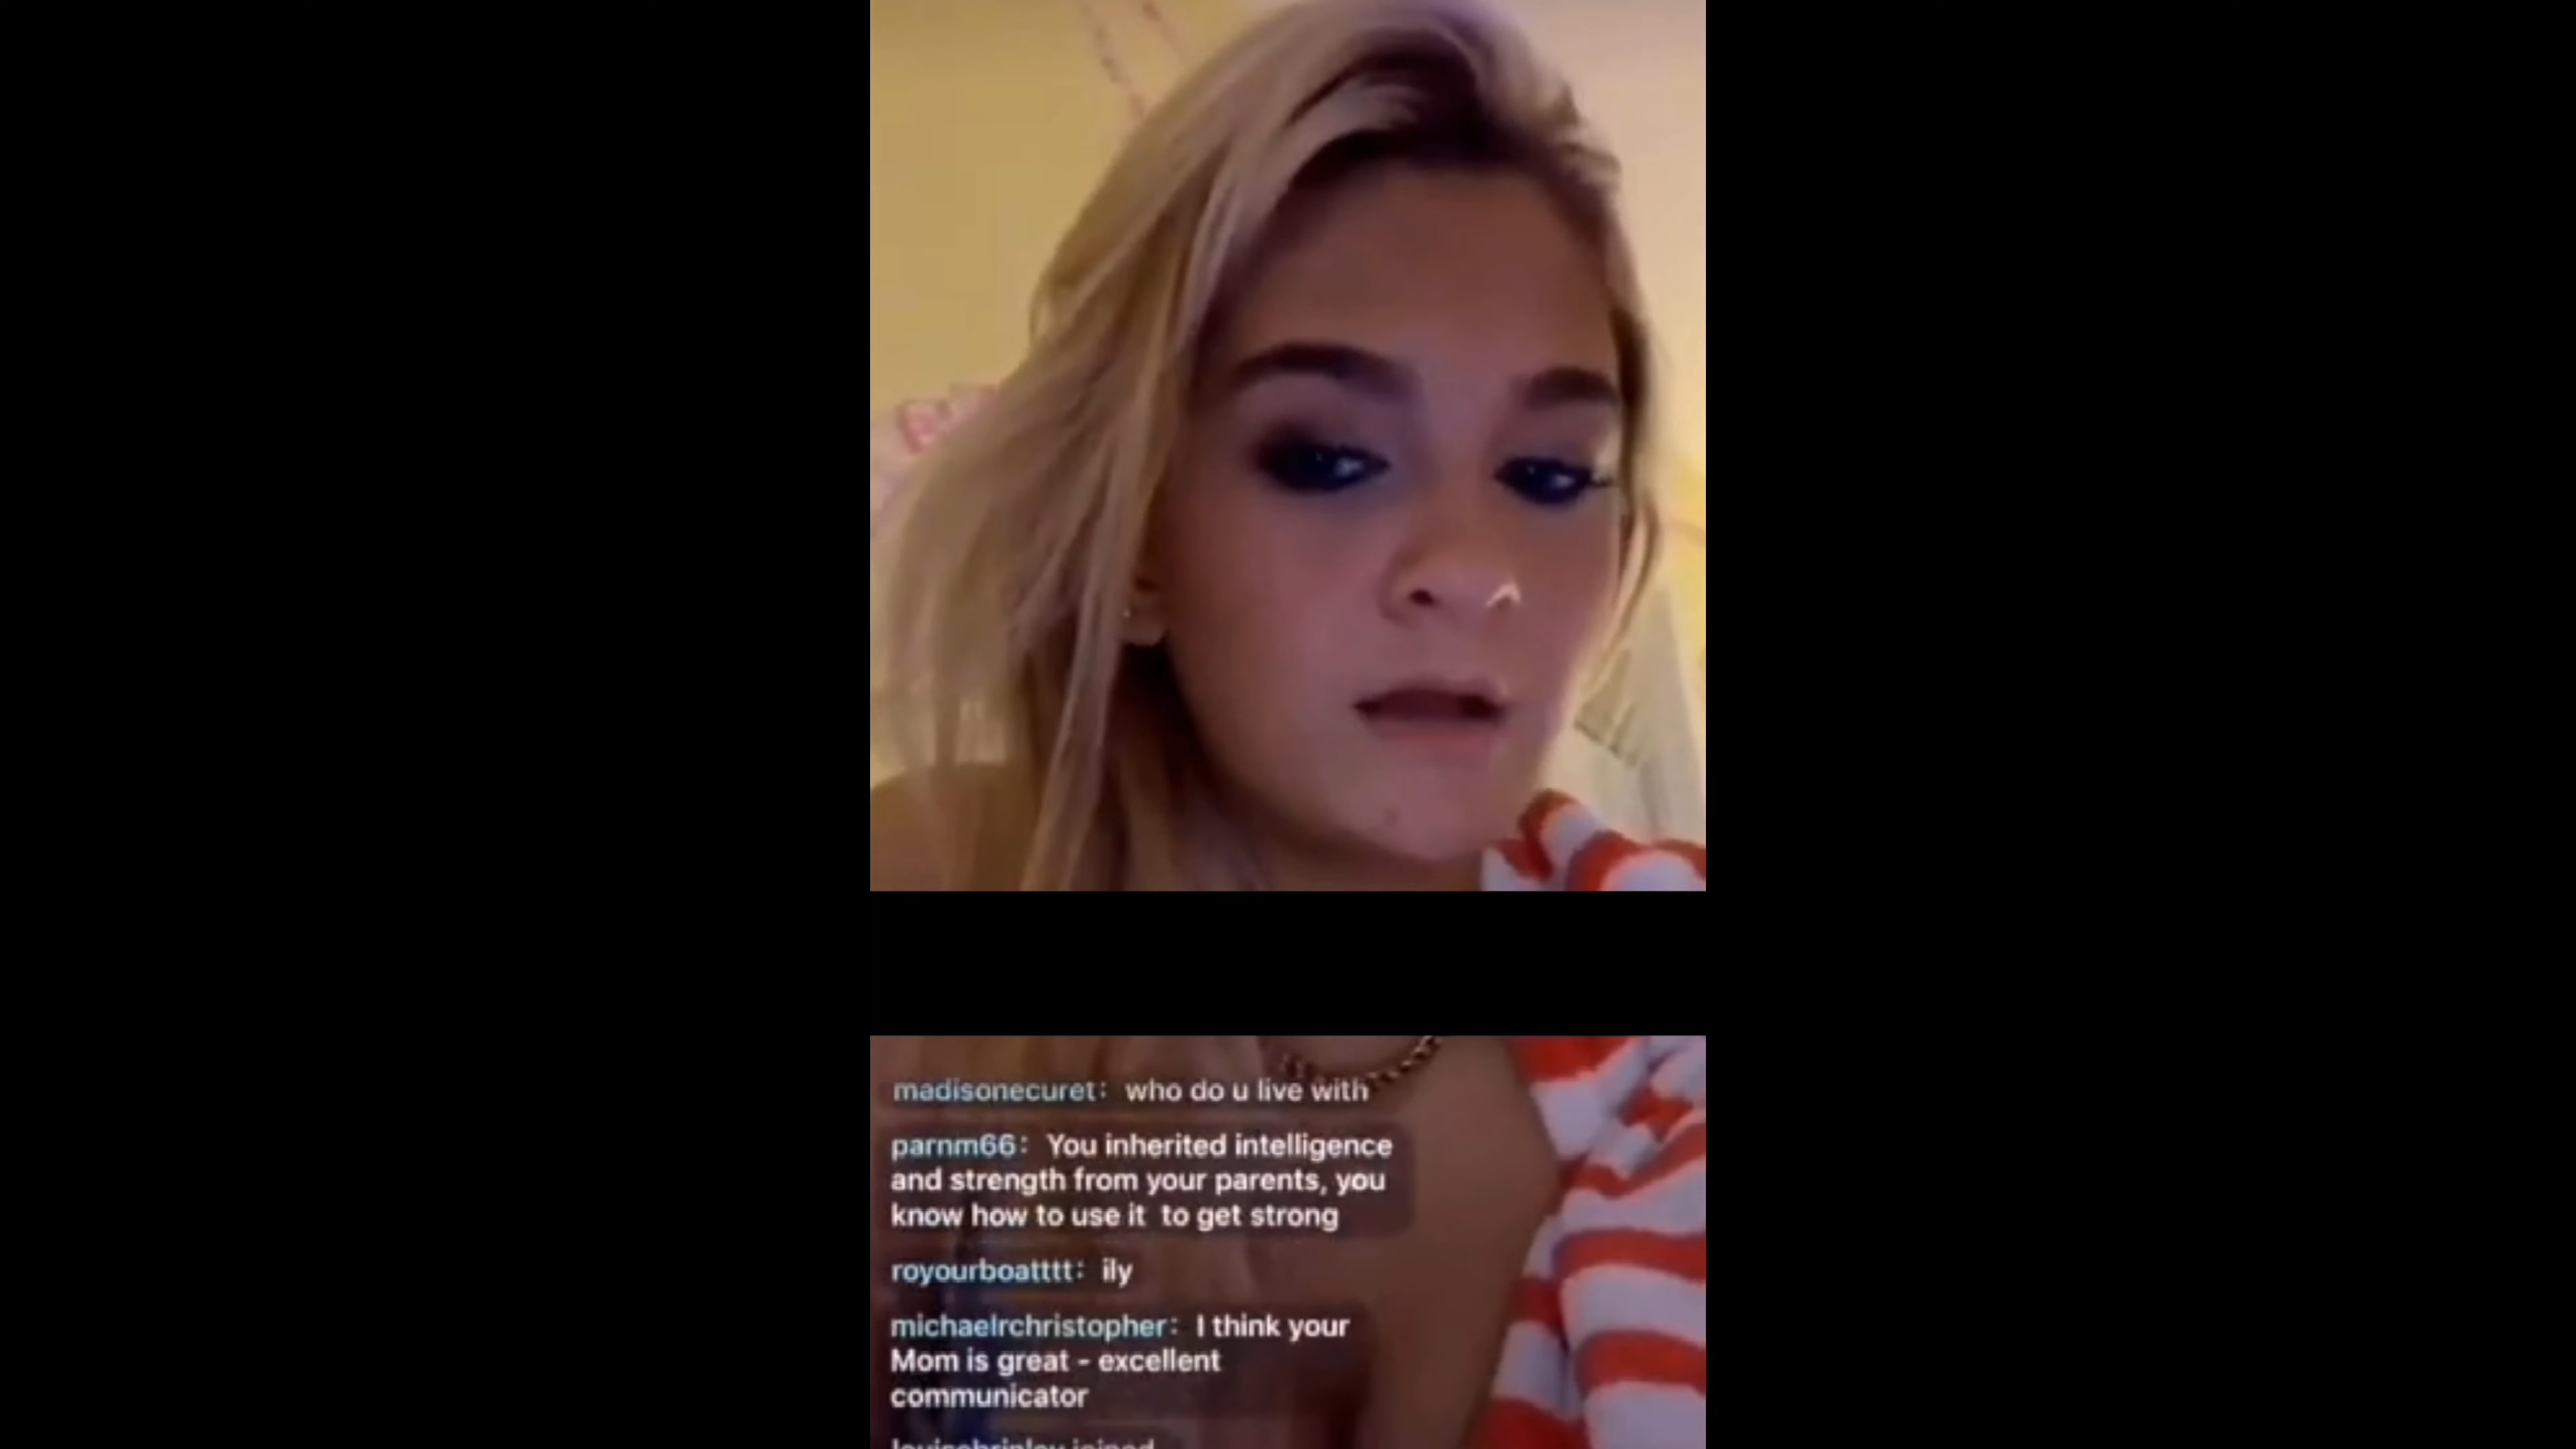 madisonecuret: who do u live with
parnm66: You inherited intelligence
and strength from your parents, you
know how to use it to get strong
royourboatttt: ily
michaelrchristopher: I think your
Mom is great - excellent
communicator
joined